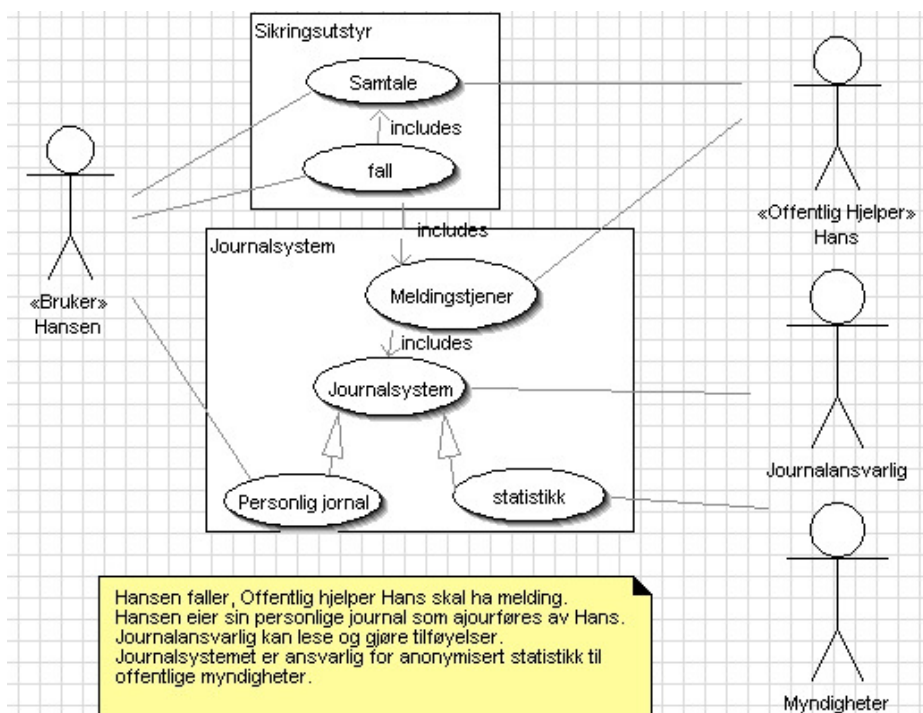 Sikringsutstyr
Samtale
includes
fall
«Offentlig Hjelper»
Hans
includes
Journalsystem
Meldingstjener
«Bruker»
Hansen
includes
Journalsystem
Journalansvarlig
Personlig jornal
statistikk
Hansen faller, Offentlig hjelper Hans skal ha melding.
Hansen eier sin personlige journal som ajourføres av Hans.
Journalansvarlig kan lese og gjøre tilføyelser.
Journalsystemet er ansvarlig for anonymisert statistikk til
offentlige myndigheter.
Myndigheter